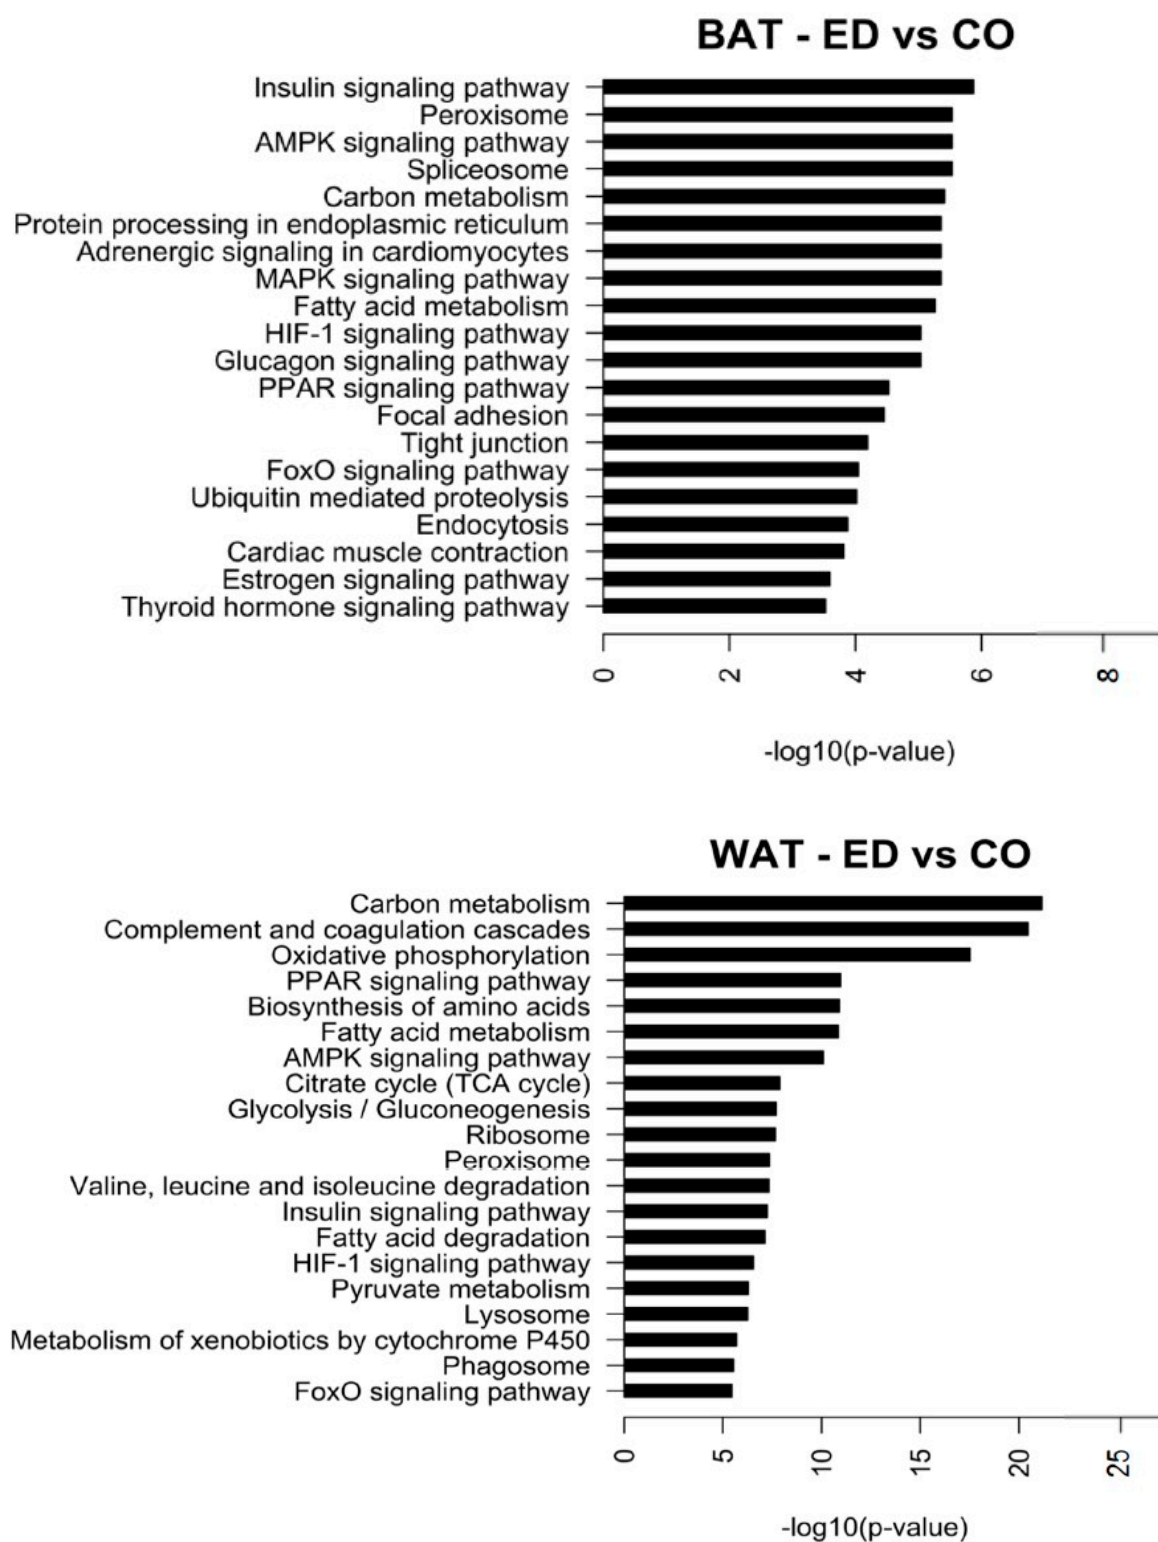 BAT - ED vs CO
Insulin signaling pathway
Peroxisome
AMPK signaling pathway
Spliceosome
Carbon metabolism
Protein processing in endoplasmic reticulum
Adrenergic signaling in cardiomyocytes
MAPK signaling pathway
Fatty acid metabolism
HIF-1 signaling pathway
Glucagon signaling pathway
PPAR signaling pathway
Focal adhesion
Tight junction
FoxO signaling pathway
Ubiquitin mediated proteolysis
Endocytosis
Cardiac muscle contraction
Estrogen signaling pathway
Thyroid hormone signaling pathway
0 2 4 6 8
-log10(p-value)
WAT - ED vs CO
Carbon metabolism
Complement and coagulation cascades
Oxidative phosphorylation
PPAR signaling pathway
Biosynthesis of amino acids
Fatty acid metabolism
AMPK signaling pathway
Citrate cycle (TCA cycle)
Glycolysis / Gluconeogenesis
Ribosome
Peroxisome
Valine, leucine and isoleucine degradation
Insulin signaling pathway
Fatty acid degradation
HIF-1 signaling pathway
Pyruvate metabolism
Lysosome
Metabolism of xenobiotics by cytochrome P450
Phagosome
FoxO signaling pathway
0 5 10 15 20 25
-log10(p-value)